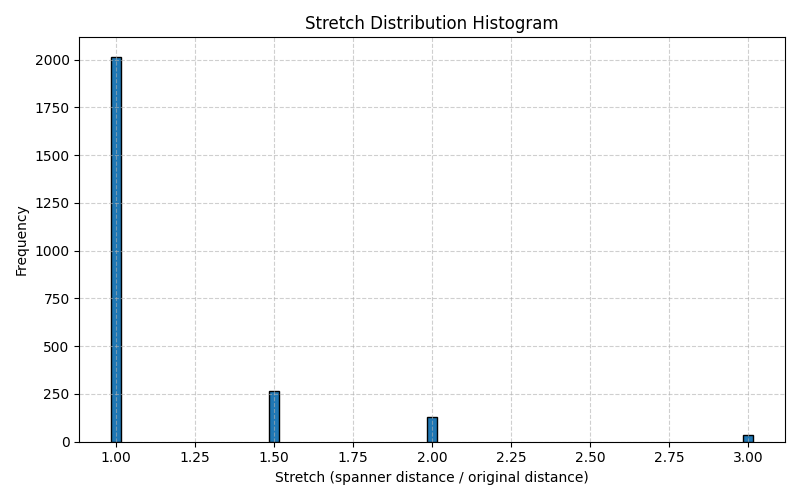 Stretch Distribution Histogram
Frequency
2000
1750
1500
1250
1000
750
500
250
0
1.00 1.25 1.50 1.75 2.00 2.25 2.50 2.75 3.00
Stretch (spanner distance / original distance)